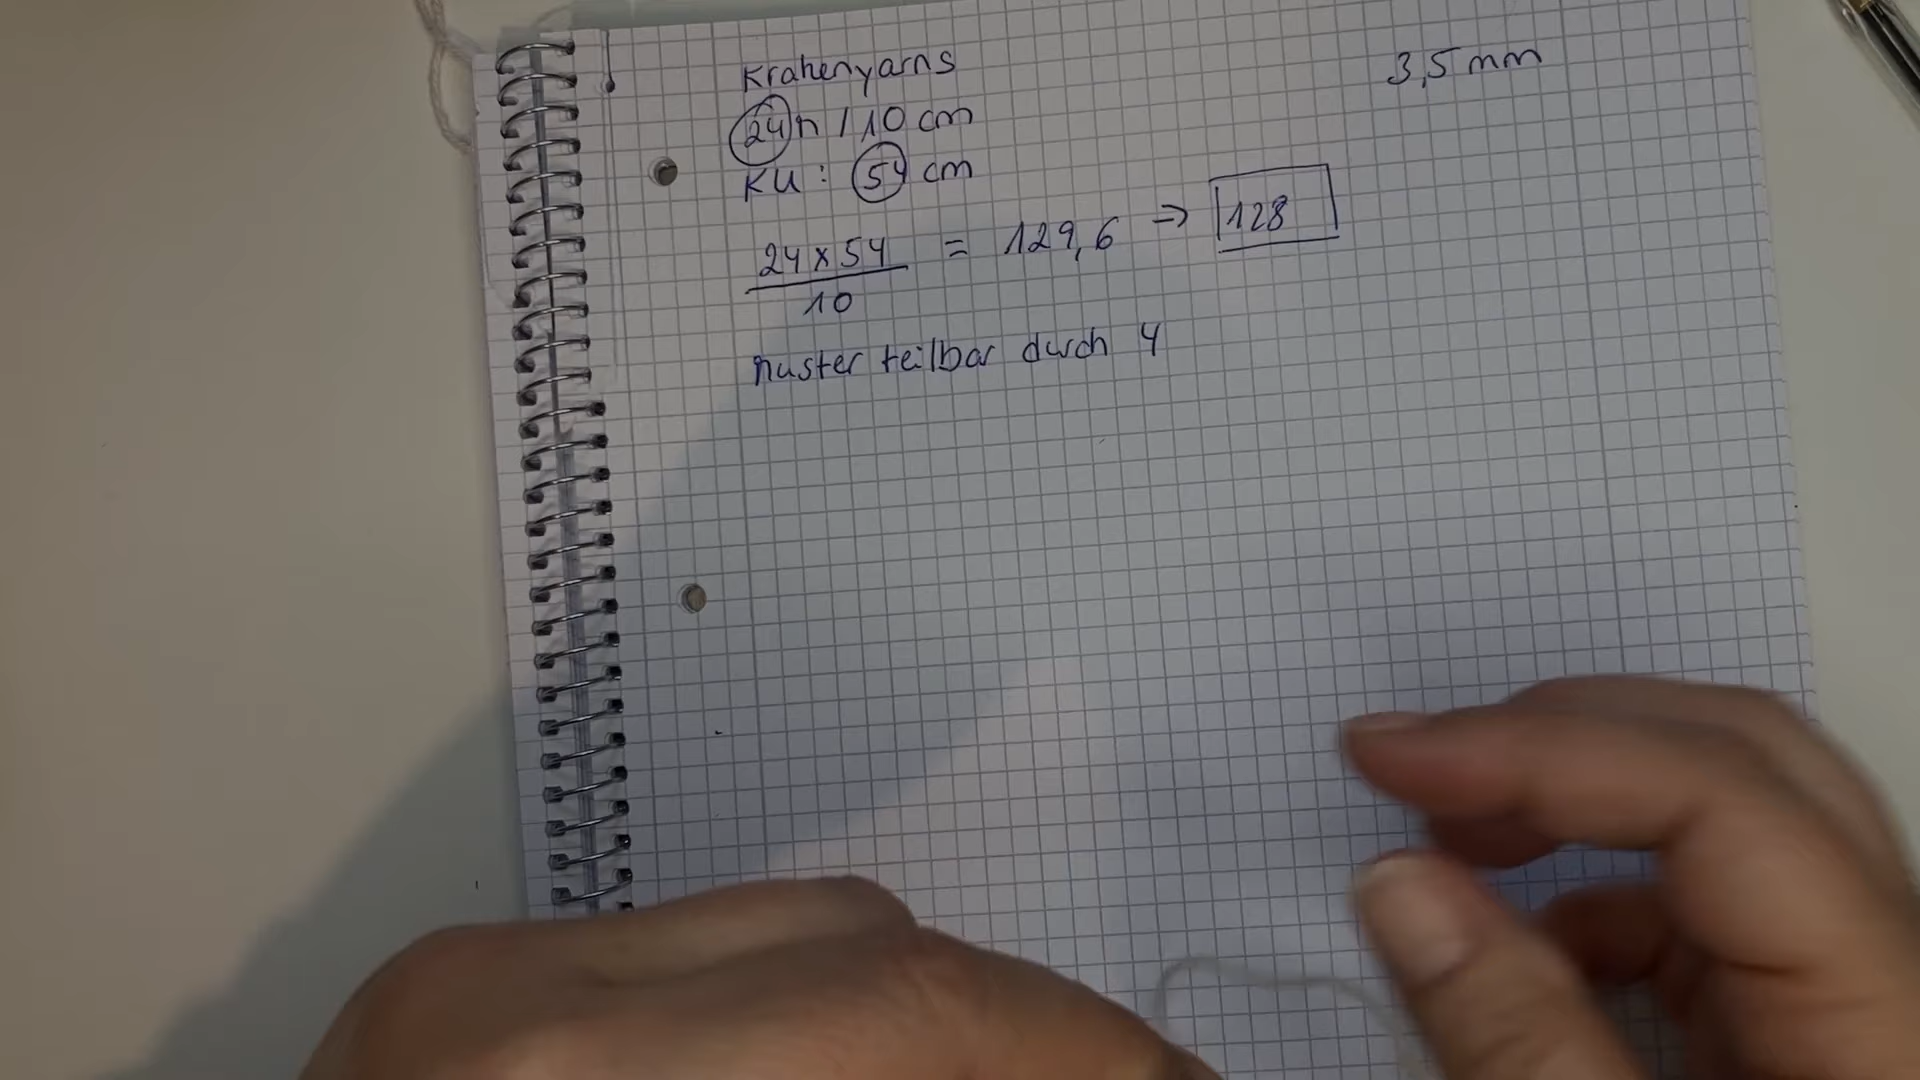 Krahenyarns
3,5 mm
24 M / 10 cm
KU : 54 cm
24 x 54 / 10 = 129,6 → 128
Muster teilbar durch 4